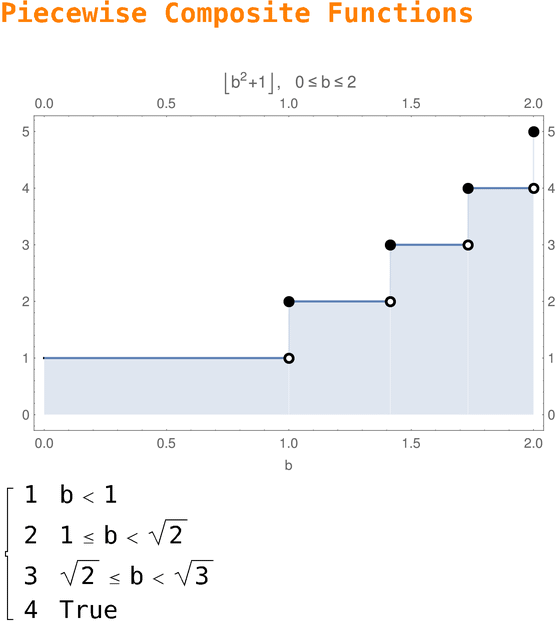 Piecewise Composite Functions
⌊b²+1⌋,  0 ≤ b ≤ 2
0.0 0.5 1.0 1.5 2.0
5 5
4 4
3 3
2 2
1 1
0 0
0.0 0.5 1.0 1.5 2.0
b
1 b < 1
2 1 ≤ b < √2
3 √2 ≤ b < √3
4 True